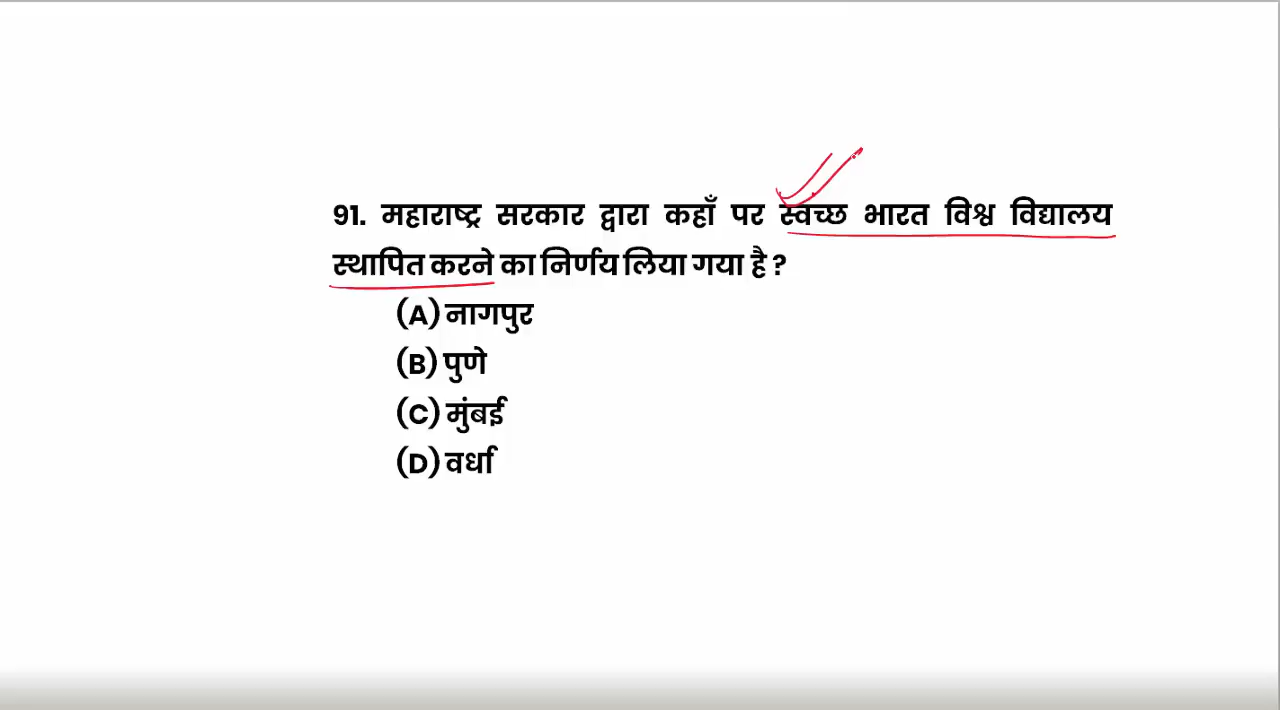 91. महाराष्ट्र सरकार द्वारा कहाँ पर स्वच्छ भारत विश्व विद्यालय
स्थापित करने का निर्णय लिया गया है ?
(A) नागपुर
(B) पुणे
(C) मुंबई
(D) वर्धा